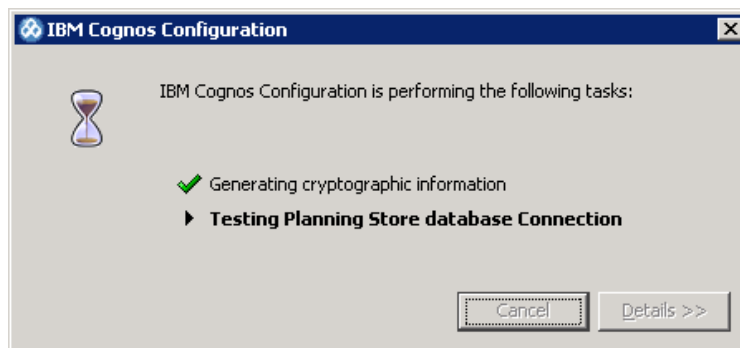 IBM Cognos Configuration
IBM Cognos Configuration is performing the following tasks:
Generating cryptographic information
Testing Planning Store database Connection
Cancel
Details >>